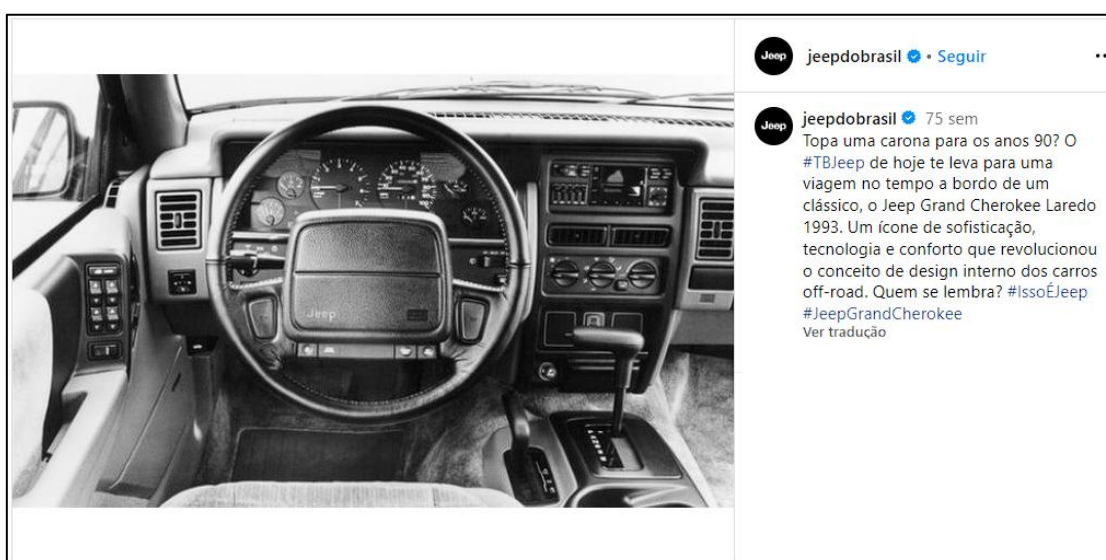 jeepdobrasil • Seguir
Jeep
jeepdobrasil 75 sem
Topa uma carona para os anos 90? O
#TBJeep de hoje te leva para uma
viagem no tempo a bordo de um
clássico, o Jeep Grand Cherokee Laredo
1993. Um ícone de sofisticação,
tecnologia e conforto que revolucionou
o conceito de design interno dos carros
off-road. Quem se lembra? #IssoÉJeep
#JeepGrandCherokee
Ver tradução
Jeep
Jeep